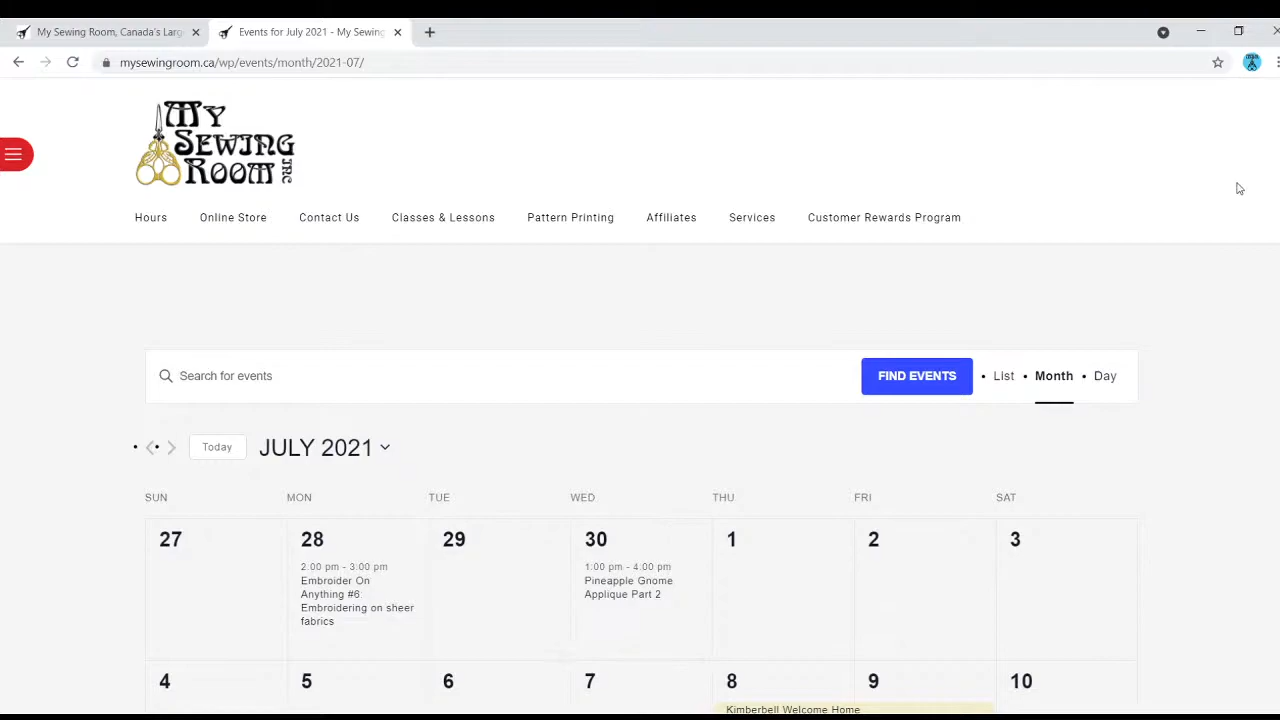 My Sewing Room, Canada's Larg
Events for July 2021 - My Sewing
mysewingroom.ca/wp/events/month/2021-07/
My
Sewing
Room INC
Hours Online Store Contact Us Classes & Lessons Pattern Printing Affiliates Services Customer Rewards Program
Search for events FIND EVENTS • List • Month • Day
Today JULY 2021
SUN MON TUE WED THU FRI SAT
27 28 29 30 1 2 3
2:00 pm - 3:00 pm
Embroider On
Anything #6:
Embroidering on sheer
fabrics
1:00 pm - 4:00 pm
Pineapple Gnome
Applique Part 2
4 5 6 7 8 9 10
Kimberbell Welcome Home